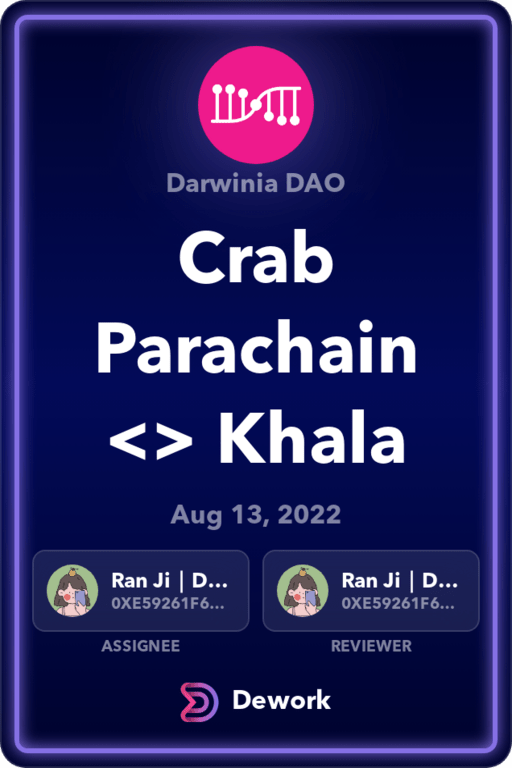 Darwinia DAO
Crab
Parachain
<> Khala
Aug 13, 2022
Ran Ji | D... Ran Ji | D...
0XE59261F6... 0XE59261F6...
ASSIGNEE REVIEWER
Dework